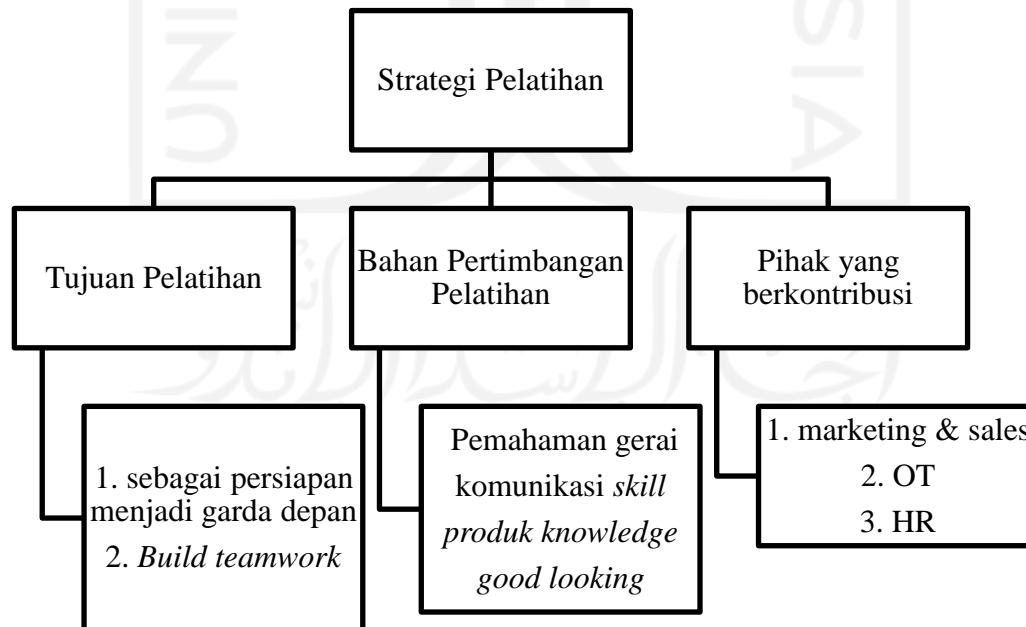 Strategi Pelatihan
Tujuan Pelatihan
Bahan Pertimbangan
Pelatihan
Pihak yang
berkontribusi
1. sebagai persiapan
menjadi garda depan
2. Build teamwork
Pemahaman gerai
komunikasi skill
produk knowledge
good looking
1. marketing & sales
2. OT
3. HR